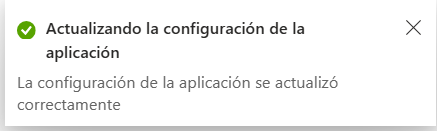 Actualizando la configuración de la
aplicación
La configuración de la aplicación se actualizó
correctamente